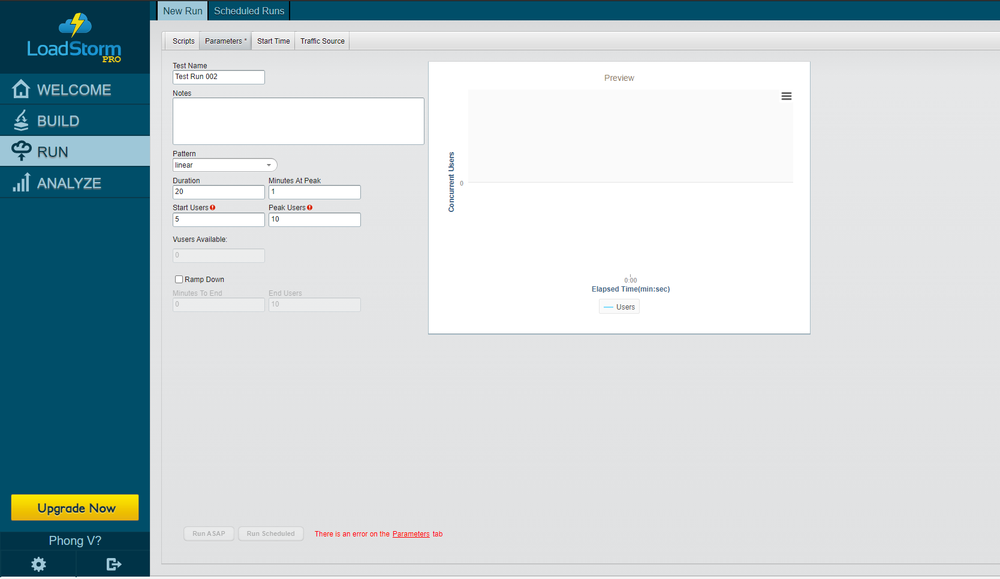 LoadStorm
PRO
WELCOME
BUILD
RUN
ANALYZE
Upgrade Now
Phong V?
New Run
Scheduled Runs
Scripts
Parameters *
Start Time
Traffic Source
Test Name
Test Run 002
Notes
Pattern
linear
Duration
Minutes At Peak
20
1
Start Users
Peak Users
5
10
Vusers Available:
0
Ramp Down
Minutes To End
End Users
0
10
Preview
Concurrent Users
0
0:00
Elapsed Time(min:sec)
Users
Run ASAP
Run Scheduled
There is an error on the Parameters tab